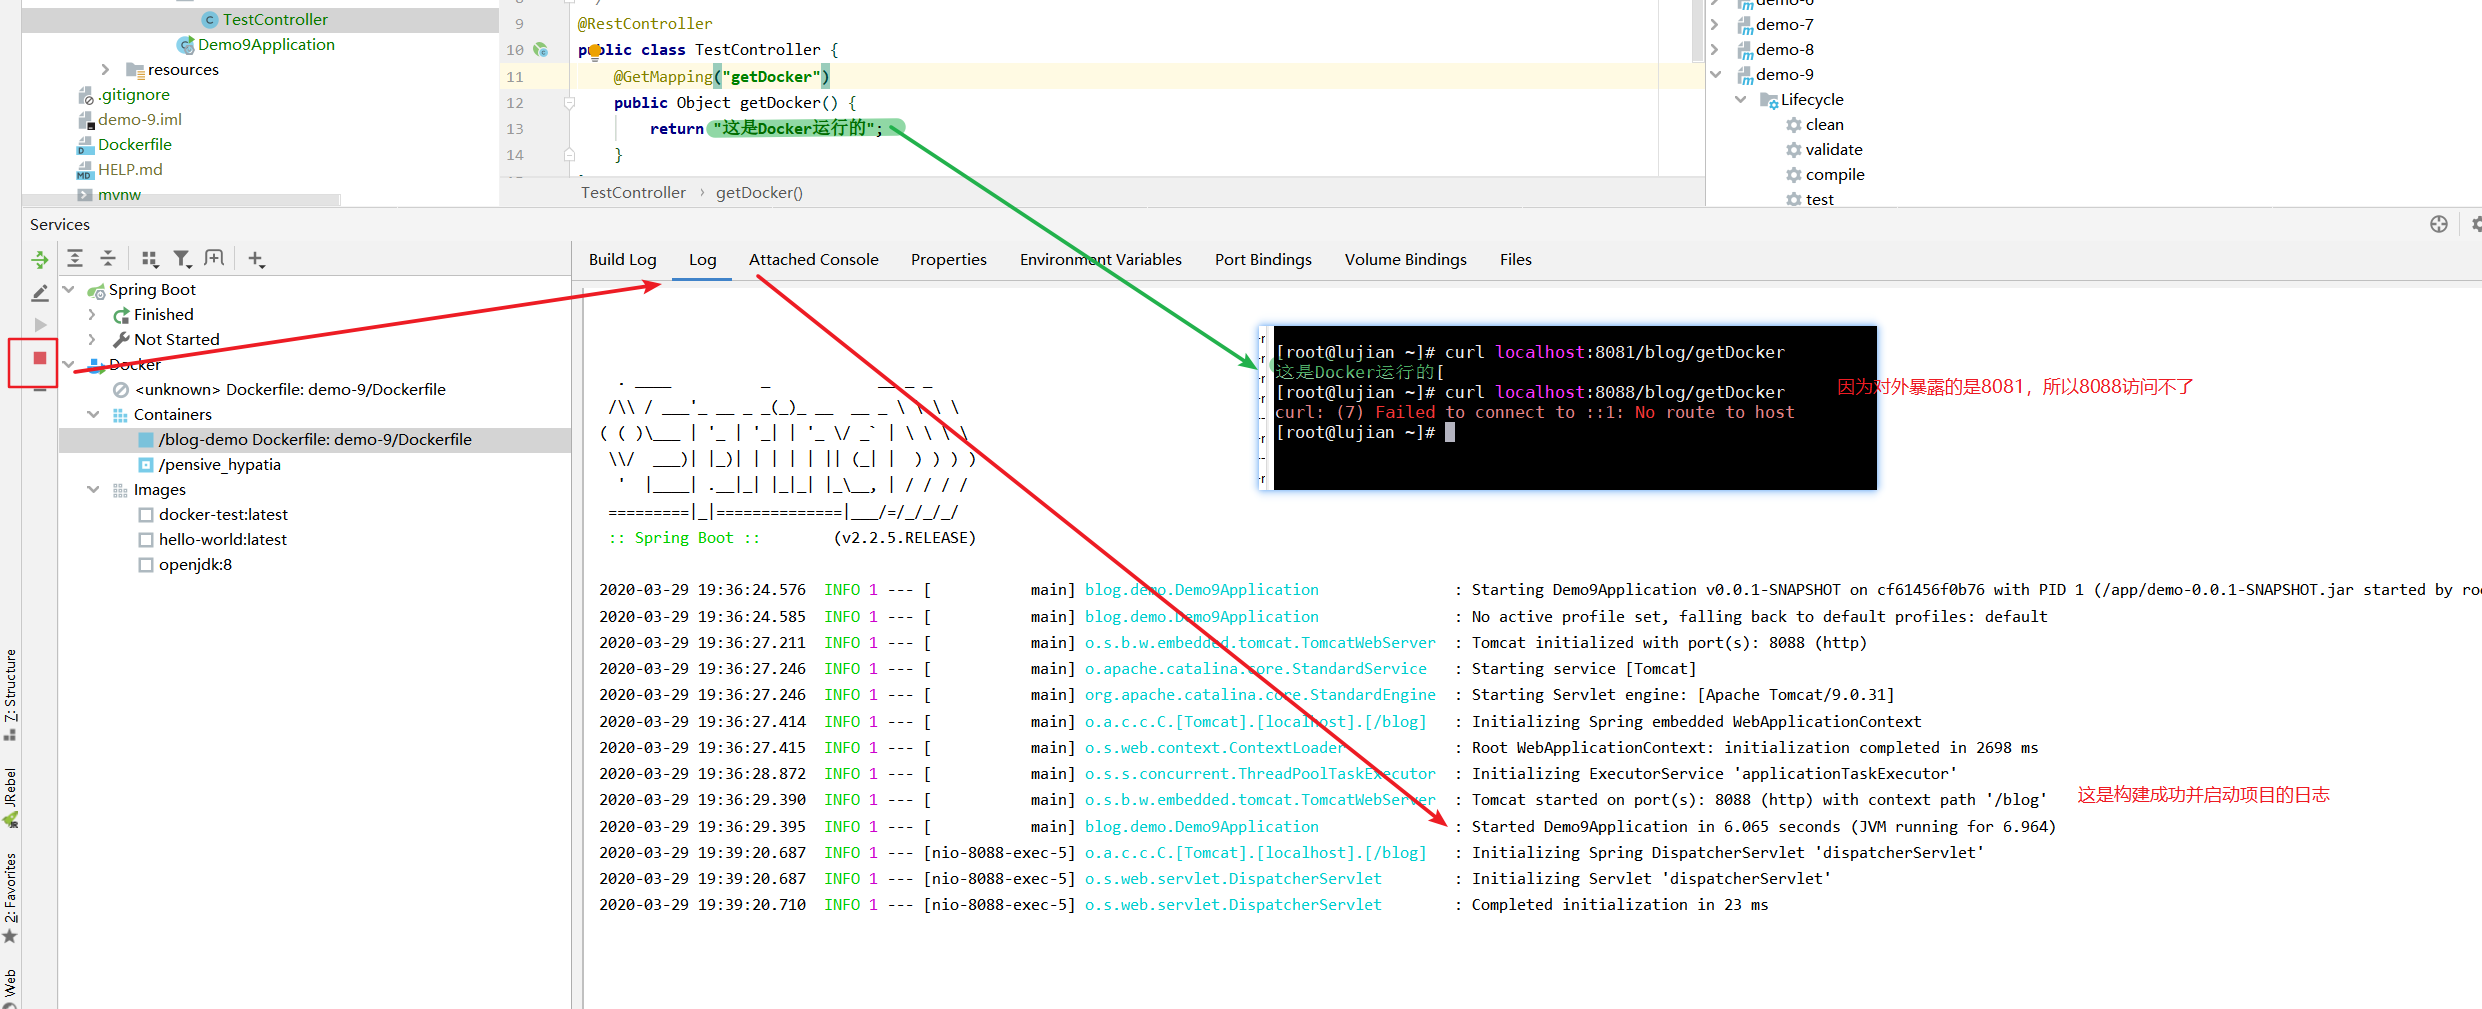 TestController
Demo9Application
resources
.gitignore
demo-9.iml
Dockerfile
HELP.md
mvnw
9 @RestController
10 public class TestController {
11 @GetMapping("getDocker")
12 public Object getDocker() {
13 return "这是Docker运行的";
14 }
TestController › getDocker()
demo-7
demo-8
demo-9
Lifecycle
clean
validate
compile
test
Services
Build Log Log Attached Console Properties Environment Variables Port Bindings Volume Bindings Files
Spring Boot
Finished
Not Started
Docker
<unknown> Dockerfile: demo-9/Dockerfile
Containers
/blog-demo Dockerfile: demo-9/Dockerfile
/pensive_hypatia
Images
docker-test:latest
hello-world:latest
openjdk:8
[root@lujian ~]# curl localhost:8081/blog/getDocker
这是Docker运行的[
[root@lujian ~]# curl localhost:8088/blog/getDocker
curl: (7) Failed to connect to ::1: No route to host
[root@lujian ~]#
因为对外暴露的是8081，所以8088访问不了
:: Spring Boot :: (v2.2.5.RELEASE)
2020-03-29 19:36:24.576 INFO 1 --- [ main] blog.demo.Demo9Application : Starting Demo9Application v0.0.1-SNAPSHOT on cf61456f0b76 with PID 1 (/app/demo-0.0.1-SNAPSHOT.jar started by roo
2020-03-29 19:36:24.585 INFO 1 --- [ main] blog.demo.Demo9Application : No active profile set, falling back to default profiles: default
2020-03-29 19:36:27.211 INFO 1 --- [ main] o.s.b.w.embedded.tomcat.TomcatWebServer : Tomcat initialized with port(s): 8088 (http)
2020-03-29 19:36:27.246 INFO 1 --- [ main] o.apache.catalina.core.StandardService : Starting service [Tomcat]
2020-03-29 19:36:27.246 INFO 1 --- [ main] org.apache.catalina.core.StandardEngine : Starting Servlet engine: [Apache Tomcat/9.0.31]
2020-03-29 19:36:27.414 INFO 1 --- [ main] o.a.c.c.C.[Tomcat].[localhost].[/blog] : Initializing Spring embedded WebApplicationContext
2020-03-29 19:36:27.415 INFO 1 --- [ main] o.s.web.context.ContextLoader : Root WebApplicationContext: initialization completed in 2698 ms
2020-03-29 19:36:28.872 INFO 1 --- [ main] o.s.s.concurrent.ThreadPoolTaskExecutor : Initializing ExecutorService 'applicationTaskExecutor'
2020-03-29 19:36:29.390 INFO 1 --- [ main] o.s.b.w.embedded.tomcat.TomcatWebServer : Tomcat started on port(s): 8088 (http) with context path '/blog'
这是构建成功并启动项目的日志
2020-03-29 19:36:29.395 INFO 1 --- [ main] blog.demo.Demo9Application : Started Demo9Application in 6.065 seconds (JVM running for 6.964)
2020-03-29 19:39:20.687 INFO 1 --- [nio-8088-exec-5] o.a.c.c.C.[Tomcat].[localhost].[/blog] : Initializing Spring DispatcherServlet 'dispatcherServlet'
2020-03-29 19:39:20.687 INFO 1 --- [nio-8088-exec-5] o.s.web.servlet.DispatcherServlet : Initializing Servlet 'dispatcherServlet'
2020-03-29 19:39:20.710 INFO 1 --- [nio-8088-exec-5] o.s.web.servlet.DispatcherServlet : Completed initialization in 23 ms
7: Structure
JRebel
2: Favorites
Web